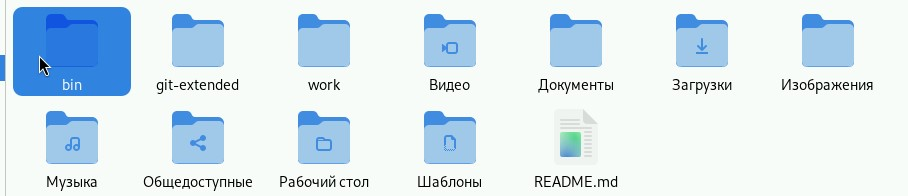 bin git-extended work Видео Документы Загрузки Изображения
Музыка Общедоступные Рабочий стол Шаблоны README.md